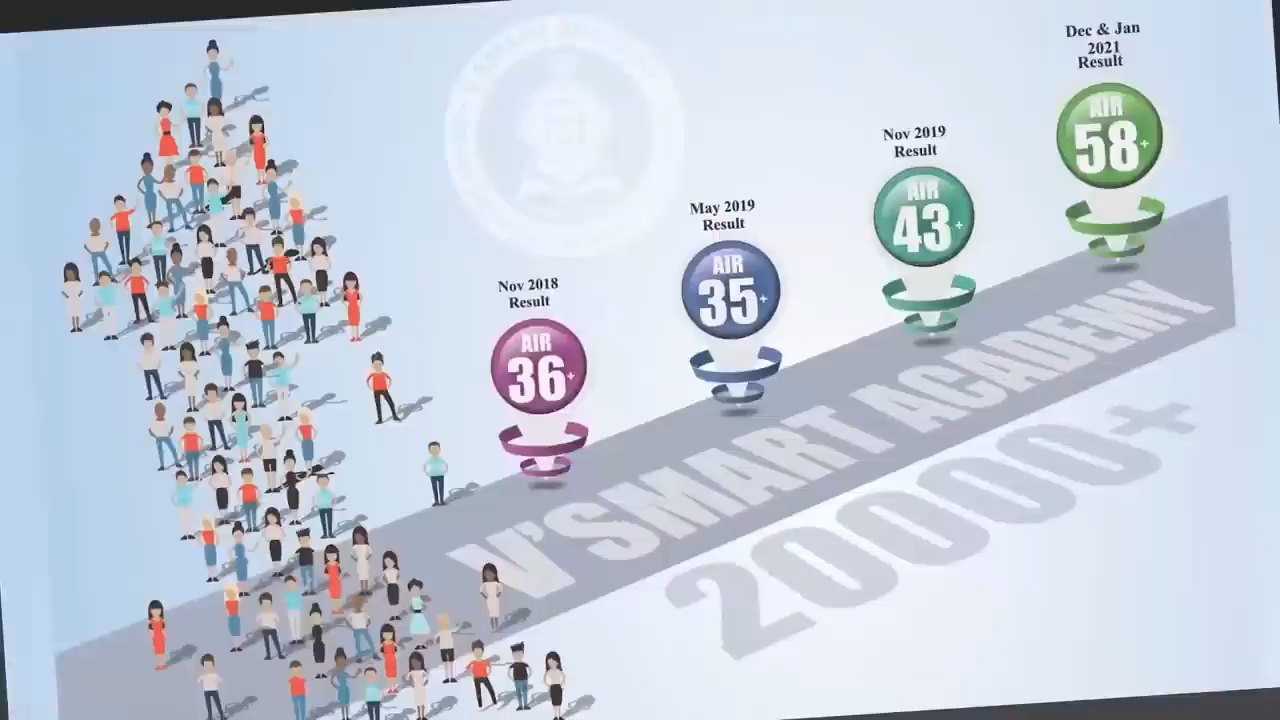 Dec & Jan
2021
Result
AIR
58+
Nov 2019
Result
AIR
43+
May 2019
Result
AIR
35+
Nov 2018
Result
AIR
36+
V'SMART ACADEMY
20000+